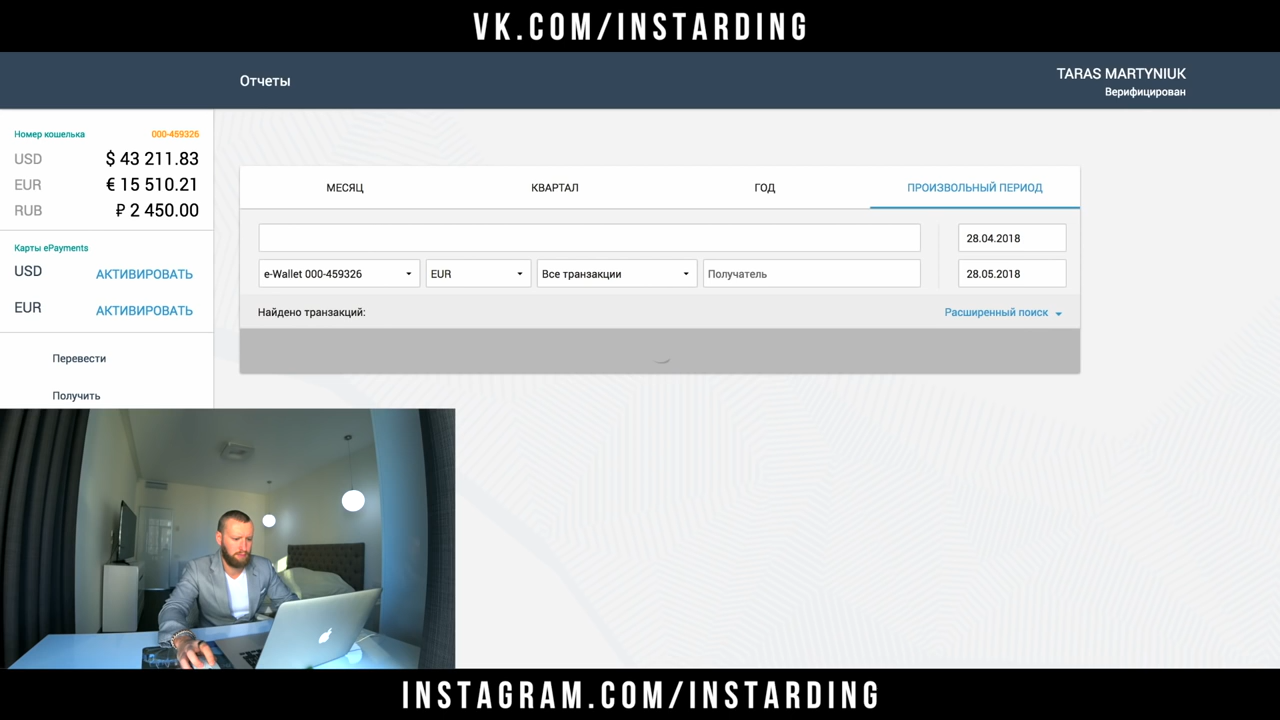 VK.COM/INSTARDING
Отчеты
TARAS MARTYNIUK
Верифицирован
Номер кошелька 000-459326
USD $ 43 211.83
EUR € 15 510.21
RUB ₽ 2 450.00
Карты ePayments
USD АКТИВИРОВАТЬ
EUR АКТИВИРОВАТЬ
Перевести
Получить
МЕСЯЦ КВАРТАЛ ГОД ПРОИЗВОЛЬНЫЙ ПЕРИОД
28.04.2018
e-Wallet 000-459326 EUR Все транзакции Получатель 28.05.2018
Найдено транзакций: Расширенный поиск
INSTAGRAM.COM/INSTARDING